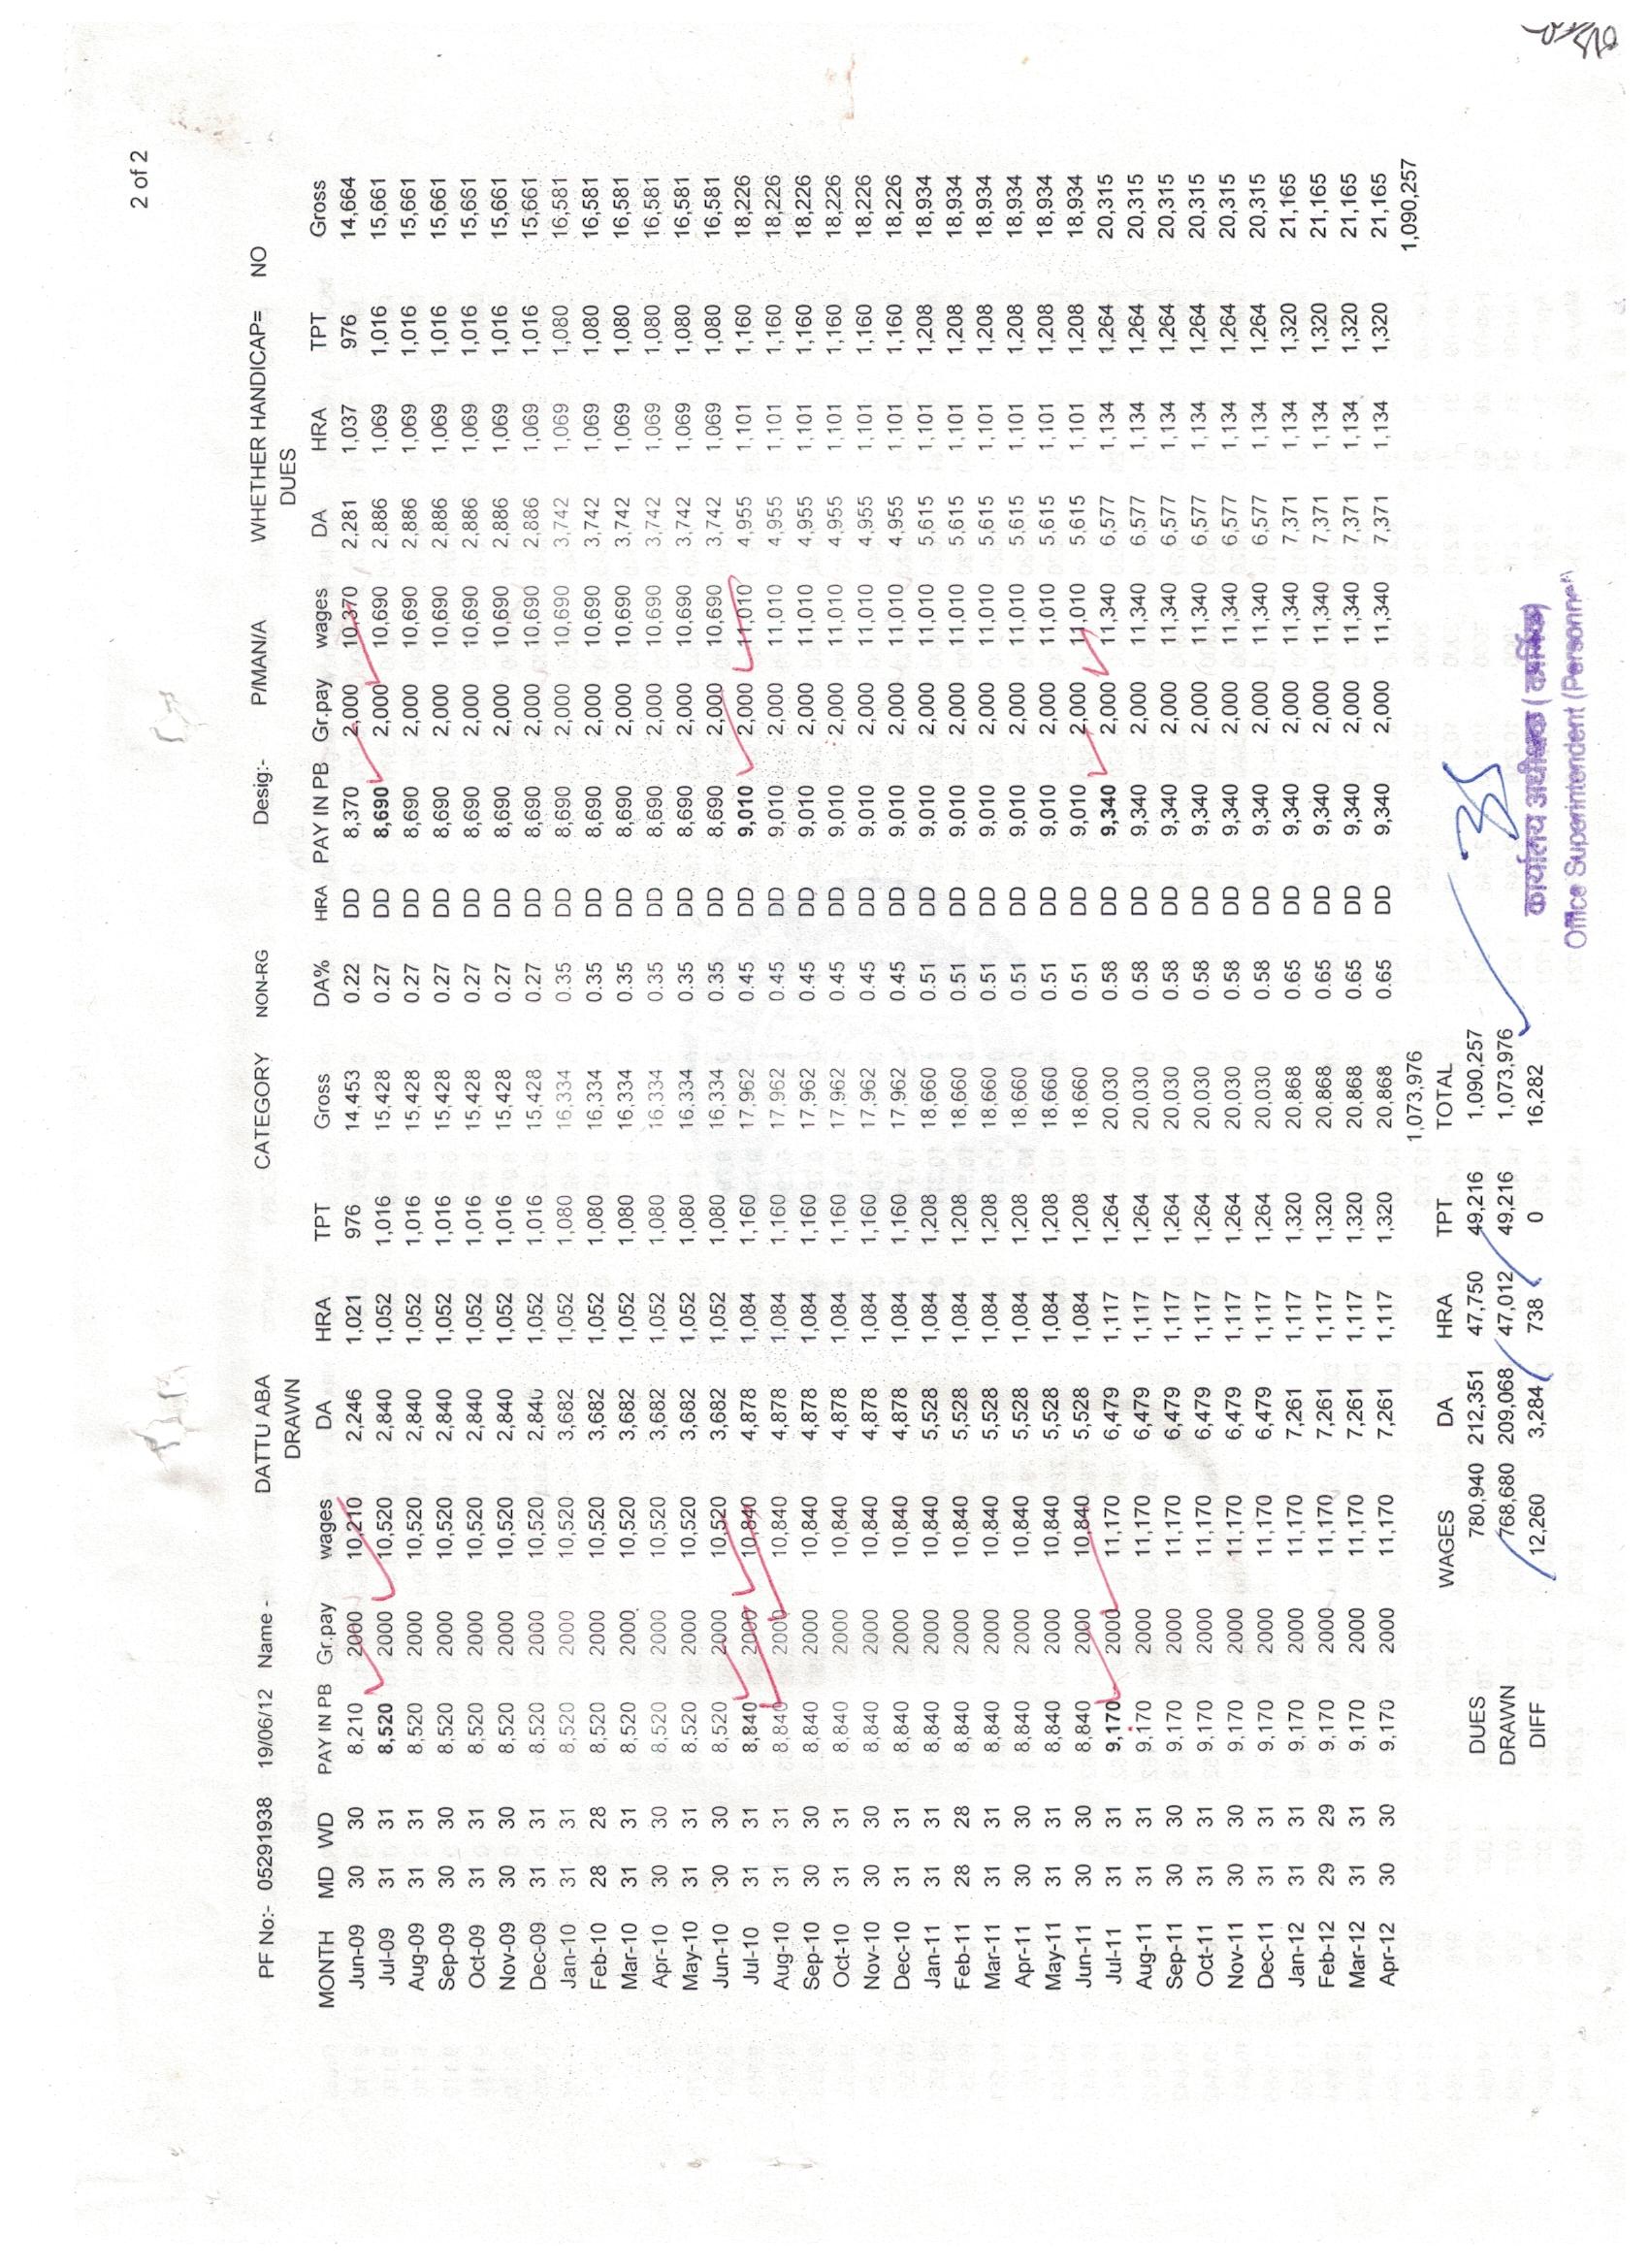 2 of 2
PF No:- 05291938 19/06/12 Name - DATTU ABA CATEGORY NON-RG Desig:- P/MAN/A WHETHER HANDICAP= NO
DRAWN DUES
MONTH MD WD PAY IN PB Gr.pay wages DA HRA TPT Gross DA% HRA PAY IN PB Gr.pay wages DA HRA TPT Gross
Jun-09 30 30 8,210 2000 10,210 2,246 1,021 976 14,453 0.22 DD 8,370 2,000 10,370 2,281 1,037 976 14,664
Jul-09 31 31 8,520 2000 10,520 2,840 1,052 1,016 15,428 0.27 DD 8,690 2,000 10,690 2,886 1,069 1,016 15,661
Aug-09 31 31 8,520 2000 10,520 2,840 1,052 1,016 15,428 0.27 DD 8,690 2,000 10,690 2,886 1,069 1,016 15,661
Sep-09 30 30 8,520 2000 10,520 2,840 1,052 1,016 15,428 0.27 DD 8,690 2,000 10,690 2,886 1,069 1,016 15,661
Oct-09 31 31 8,520 2000 10,520 2,840 1,052 1,016 15,428 0.27 DD 8,690 2,000 10,690 2,886 1,069 1,016 15,661
Nov-09 30 30 8,520 2000 10,520 2,840 1,052 1,016 15,428 0.27 DD 8,690 2,000 10,690 2,886 1,069 1,016 15,661
Dec-09 31 31 8,520 2000 10,520 2,840 1,052 1,016 15,428 0.27 DD 8,690 2,000 10,690 2,886 1,069 1,016 15,661
Jan-10 31 31 8,520 2000 10,520 3,682 1,052 1,080 16,334 0.35 DD 8,690 2,000 10,690 3,742 1,069 1,080 16,581
Feb-10 28 28 8,520 2000 10,520 3,682 1,052 1,080 16,334 0.35 DD 8,690 2,000 10,690 3,742 1,069 1,080 16,581
Mar-10 31 31 8,520 2000 10,520 3,682 1,052 1,080 16,334 0.35 DD 8,690 2,000 10,690 3,742 1,069 1,080 16,581
Apr-10 30 30 8,520 2000 10,520 3,682 1,052 1,080 16,334 0.35 DD 8,690 2,000 10,690 3,742 1,069 1,080 16,581
May-10 31 31 8,520 2000 10,520 3,682 1,052 1,080 16,334 0.35 DD 8,690 2,000 10,690 3,742 1,069 1,080 16,581
Jun-10 30 30 8,520 2000 10,520 3,682 1,052 1,080 16,334 0.35 DD 8,690 2,000 10,690 3,742 1,069 1,080 16,581
Jul-10 31 31 8,840 2000 10,840 4,878 1,084 1,160 17,962 0.45 DD 9,010 2,000 11,010 4,955 1,101 1,160 18,226
Aug-10 31 31 8,840 2000 10,840 4,878 1,084 1,160 17,962 0.45 DD 9,010 2,000 11,010 4,955 1,101 1,160 18,226
Sep-10 30 30 8,840 2000 10,840 4,878 1,084 1,160 17,962 0.45 DD 9,010 2,000 11,010 4,955 1,101 1,160 18,226
Oct-10 31 31 8,840 2000 10,840 4,878 1,084 1,160 17,962 0.45 DD 9,010 2,000 11,010 4,955 1,101 1,160 18,226
Nov-10 30 30 8,840 2000 10,840 4,878 1,084 1,160 17,962 0.45 DD 9,010 2,000 11,010 4,955 1,101 1,160 18,226
Dec-10 31 31 8,840 2000 10,840 4,878 1,084 1,160 17,962 0.45 DD 9,010 2,000 11,010 4,955 1,101 1,160 18,226
Jan-11 31 31 8,840 2000 10,840 5,528 1,084 1,208 18,660 0.51 DD 9,010 2,000 11,010 5,615 1,101 1,208 18,934
Feb-11 28 28 8,840 2000 10,840 5,528 1,084 1,208 18,660 0.51 DD 9,010 2,000 11,010 5,615 1,101 1,208 18,934
Mar-11 31 31 8,840 2000 10,840 5,528 1,084 1,208 18,660 0.51 DD 9,010 2,000 11,010 5,615 1,101 1,208 18,934
Apr-11 30 30 8,840 2000 10,840 5,528 1,084 1,208 18,660 0.51 DD 9,010 2,000 11,010 5,615 1,101 1,208 18,934
May-11 31 31 8,840 2000 10,840 5,528 1,084 1,208 18,660 0.51 DD 9,010 2,000 11,010 5,615 1,101 1,208 18,934
Jun-11 30 30 8,840 2000 10,840 5,528 1,084 1,208 18,660 0.51 DD 9,010 2,000 11,010 5,615 1,101 1,208 18,934
Jul-11 31 31 9,170 2000 11,170 6,479 1,117 1,264 20,030 0.58 DD 9,340 2,000 11,340 6,577 1,134 1,264 20,315
Aug-11 31 31 9,170 2000 11,170 6,479 1,117 1,264 20,030 0.58 DD 9,340 2,000 11,340 6,577 1,134 1,264 20,315
Sep-11 30 30 9,170 2000 11,170 6,479 1,117 1,264 20,030 0.58 DD 9,340 2,000 11,340 6,577 1,134 1,264 20,315
Oct-11 31 31 9,170 2000 11,170 6,479 1,117 1,264 20,030 0.58 DD 9,340 2,000 11,340 6,577 1,134 1,264 20,315
Nov-11 30 30 9,170 2000 11,170 6,479 1,117 1,264 20,030 0.58 DD 9,340 2,000 11,340 6,577 1,134 1,264 20,315
Dec-11 31 31 9,170 2000 11,170 6,479 1,117 1,264 20,030 0.58 DD 9,340 2,000 11,340 6,577 1,134 1,264 20,315
Jan-12 31 31 9,170 2000 11,170 7,261 1,117 1,320 20,868 0.65 DD 9,340 2,000 11,340 7,371 1,134 1,320 21,165
Feb-12 29 29 9,170 2000 11,170 7,261 1,117 1,320 20,868 0.65 DD 9,340 2,000 11,340 7,371 1,134 1,320 21,165
Mar-12 31 31 9,170 2000 11,170 7,261 1,117 1,320 20,868 0.65 DD 9,340 2,000 11,340 7,371 1,134 1,320 21,165
Apr-12 30 30 9,170 2000 11,170 7,261 1,117 1,320 20,868 0.65 DD 9,340 2,000 11,340 7,371 1,134 1,320 21,165
1,073,976 1,090,257
WAGES DA HRA TPT TOTAL
DUES 780,940 212,351 47,750 49,216 1,090,257
DRAWN 768,680 209,068 47,012 49,216 1,073,976
DIFF 12,260 3,284 738 0 16,282
कार्यालय अधीक्षक (कार्मिक)
Office Superintendent (Personnel